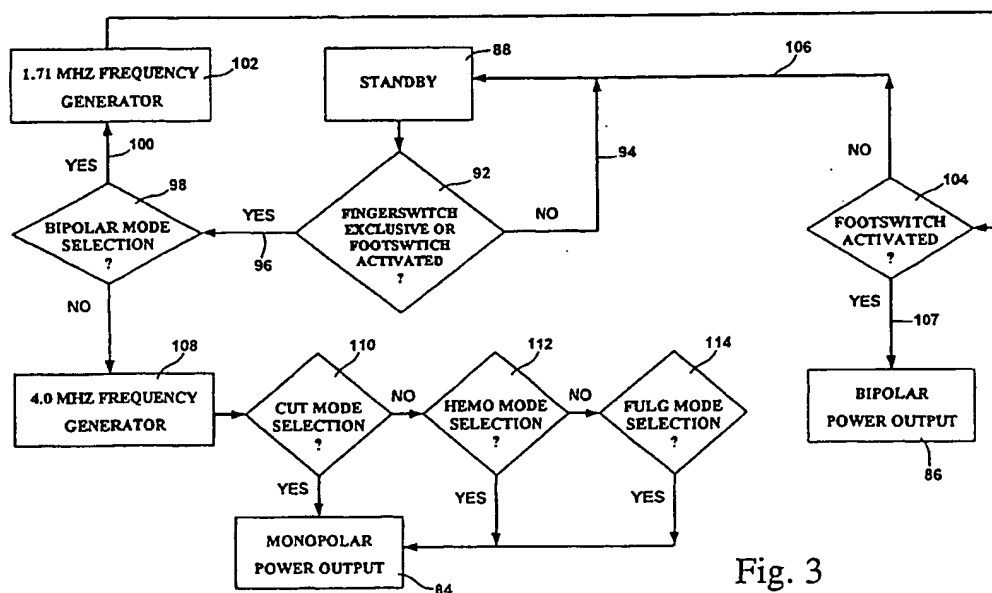 88
106
1.71 MHZ FREQUENCY
GENERATOR
102
STANDBY
YES
100
94
NO
98
92
104
BIPOLAR MODE
SELECTION
?
YES
96
FINGERSWITCH
EXCLUSIVE OR
FOOTSWTICH
ACTIVATED
?
NO
FOOTSWITCH
ACTIVATED
?
NO
YES
107
108
110
112
114
4.0 MHZ FREQUENCY
GENERATOR
CUT MODE
SELECTION
?
NO
HEMO MODE
SELECTION
?
NO
FULG MODE
SELECTION
?
BIPOLAR
POWER OUTPUT
86
YES
YES
YES
MONOPOLAR
POWER OUTPUT
84
Fig. 3